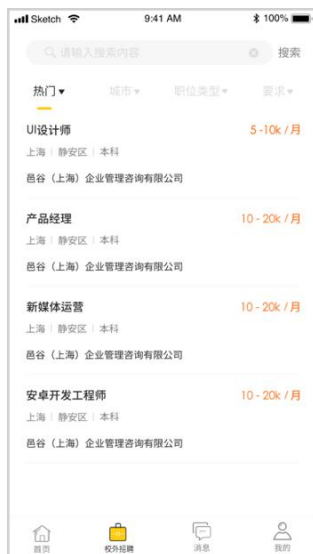 Sketch 9:41 AM 100%
请输入搜索内容 搜索
热门 城市 职位类型 要求
UI设计师 5 -10k /月
上海 静安区 本科
邑谷（上海）企业管理咨询有限公司
产品经理 10 - 20k /月
上海 静安区 本科
邑谷（上海）企业管理咨询有限公司
新媒体运营 10 - 20k /月
上海 静安区 本科
邑谷（上海）企业管理咨询有限公司
安卓开发工程师 10 - 20k /月
上海 静安区 本科
邑谷（上海）企业管理咨询有限公司
首页 校外招聘 消息 我的